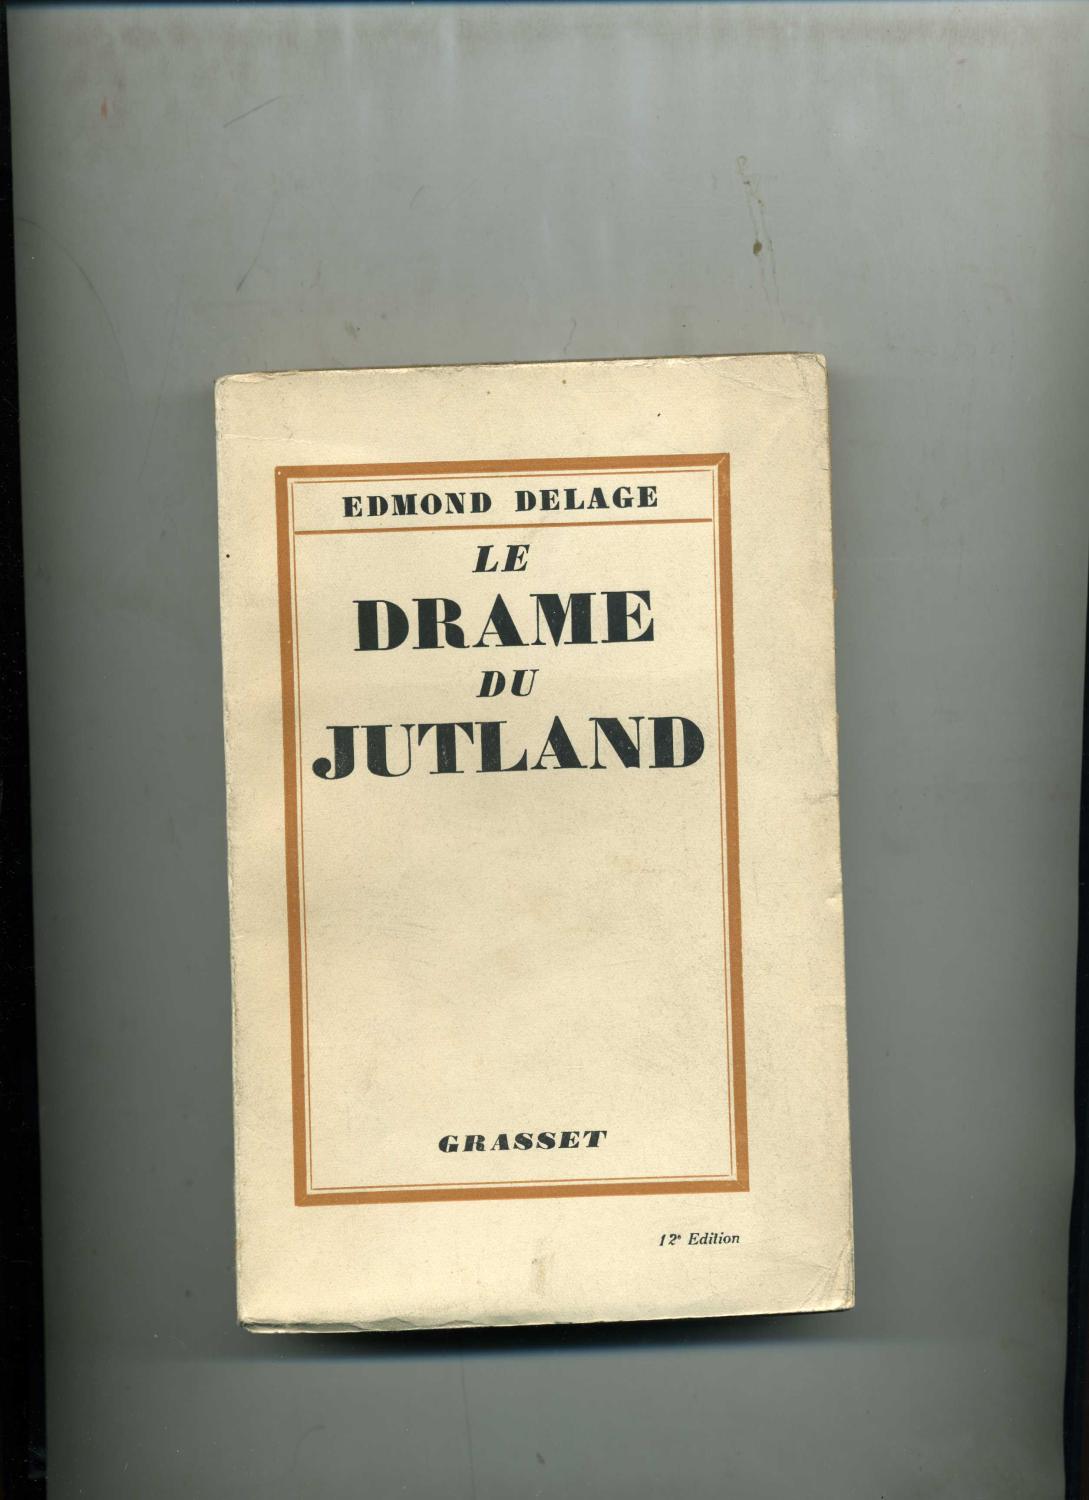 EDMOND DELAGE
LE
DRAME
DU
JUTLAND
GRASSET
12e Edition